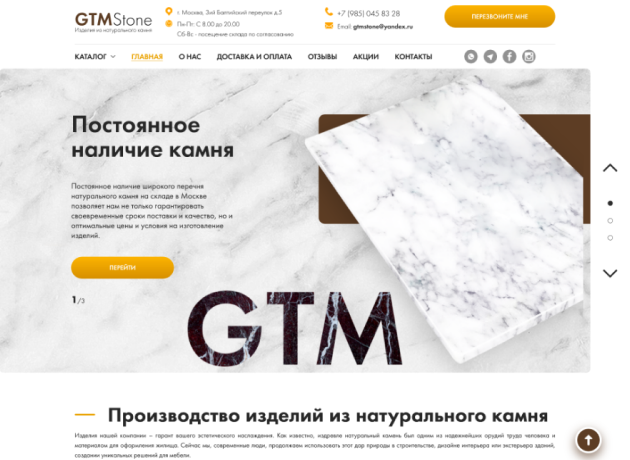 GTMStone
Изделия из натурального камня
г. Москва, 3ий Балтийский переулок д.5
Пн-Пт: С 8.00 до 20.00
Сб-Вс - посещение склада по согласованию
+7 (985) 045 83 28
Email: gtmstone@yandex.ru
ПЕРЕЗВОНИТЕ МНЕ
КАТАЛОГ ГЛАВНАЯ О НАС ДОСТАВКА И ОПЛАТА ОТЗЫВЫ АКЦИИ КОНТАКТЫ
Постоянное
наличие камня
Постоянное наличие широкого перечня
натурального камня на складе в Москве
позволяет нам не только гарантировать
своевременные сроки поставки и качество, но и
оптимальные цены и условия на изготовление
изделий.
ПЕРЕЙТИ
1/3
GTM
Производство изделий из натурального камня
Изделия нашей компании – гарант вашего эстетического наслаждения. Как известно, издревле натуральный камень был одним из надежнейших орудий труда человека и
материалом для оформления жилища. Сейчас мы, современные люди, продолжаем использовать этот дар природы в строительстве, дизайне интерьера или экстерьера зданий,
создании уникальных решений для мебели.